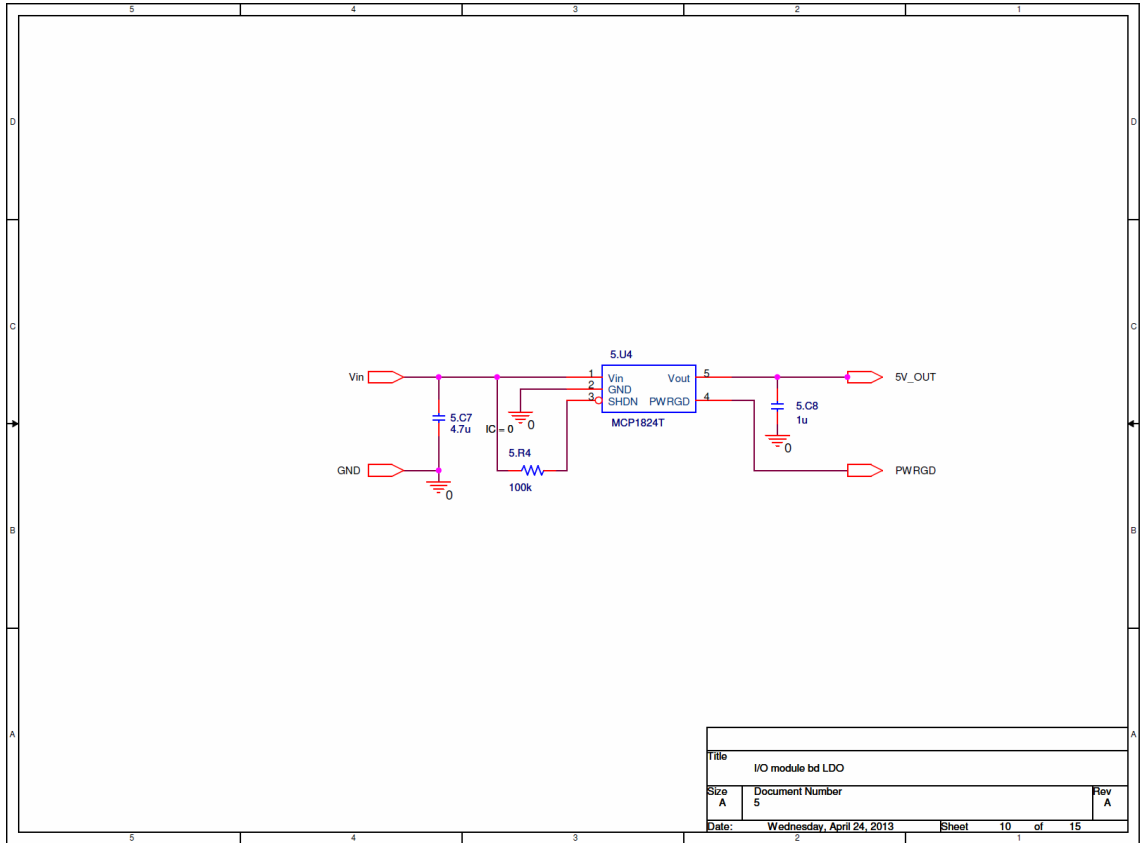 5 4 3 2 1
D D
C C
B B
A A
5.U4
Vin
1 Vin Vout 5
2 GND
3 SHDN PWRGD 4
MCP1824T
5V_OUT
5.C7
4.7u IC = 0
0
5.C8
1u
0
5.R4
100k
GND
0
PWRGD
Title
I/O module bd LDO
Size Document Number Rev
A 5 A
Date: Wednesday, April 24, 2013 Sheet 10 of 15
5 4 3 2 1